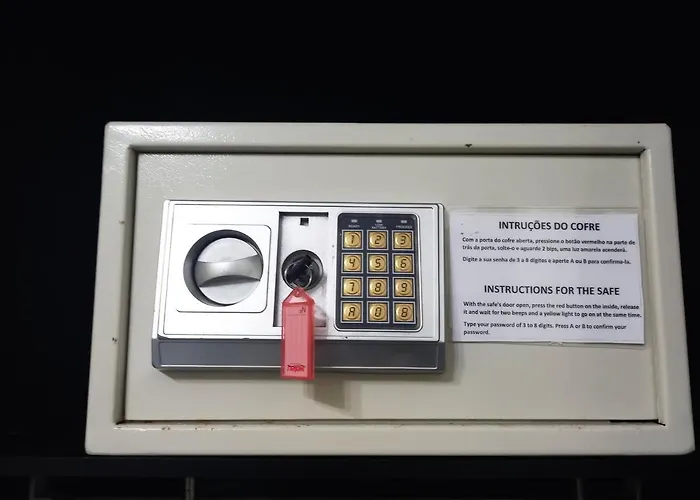 INTRUÇÕES DO COFRE
Com a porta do cofre aberta, pressione o botão vermelho na parte de
trás da porta, solte-o e aguarde 2 bips, uma luz amarela acenderá.
Digite a sua senha de 3 a 8 dígitos e aperte A ou B para confirma-la.
INSTRUCTIONS FOR THE SAFE
With the safe's door open, press the red button on the inside, release
it and wait for two beeps and a yellow light to go on at the same time.
Type your password of 3 to 8 digits. Press A or B to confirm your
password.
1 2 3
4 5 6
7 8 9
A 0 B